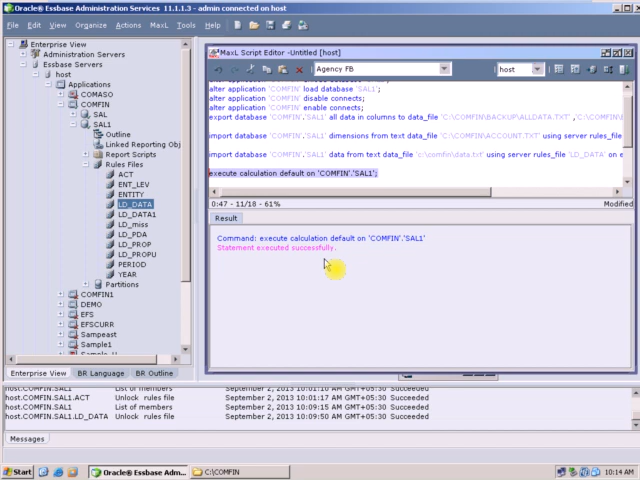 Oracle® Essbase Administration Services 11.1.1.3 - admin connected on host
File Edit View Organize Actions MaxL Tools Help
Enterprise View
Administration Servers
Essbase Servers
host
Applications
COMASO
COMFIN
SAL
SAL1
Outline
Linked Reporting Obj
Report Scripts
Rules Files
ACT
ENT_LEV
ENTITY
LD_DATA
LD_DATA1
LD_miss
LD_PDA
LD_PROP
LD_PROPU
PERIOD
YEAR
Partitions
COMFIN1
DEMO
EFS
EFSCURR
Sampeast
Sample1
Enterprise View BR Language BR Outline
MaxL Script Editor -Untitled [host]
Agency FB host
alter application 'COMFIN' load database 'SAL1';
alter application 'COMFIN' disable connects;
alter application 'COMFIN' enable connects;
export database 'COMFIN'.'SAL1' all data in columns to data_file 'C:\COMFIN\BACKUP\ALLDATA.TXT' ,'C:\COMFIN\
import database 'COMFIN'.'SAL1' dimensions from text data_file 'C:\COMFIN\ACCOUNT.TXT' using server rules_file
import database 'COMFIN'.'SAL1' data from text data_file 'c:\comfin\data.txt' using server rules_file 'LD_DATA' on e
execute calculation default on 'COMFIN'.'SAL1';
0:47 - 11/18 - 61% Modified
Result
Command: execute calculation default on 'COMFIN'.'SAL1'
Statement executed successfully.
host.COMFIN.SAL1 List of members September 2, 2013 10:01:10 AM GMT+05:30 Succeeded
host.COMFIN.SAL1.ACT Unlock rules file September 2, 2013 10:01:17 AM GMT+05:30 Succeeded
host.COMFIN.SAL1 List of members September 2, 2013 10:09:15 AM GMT+05:30 Succeeded
host.COMFIN.SAL1.LD_DATA Unlock rules file September 2, 2013 10:09:50 AM GMT+05:30 Succeeded
Messages
Start Oracle® Essbase Adm... C:\COMFIN 10:14 AM